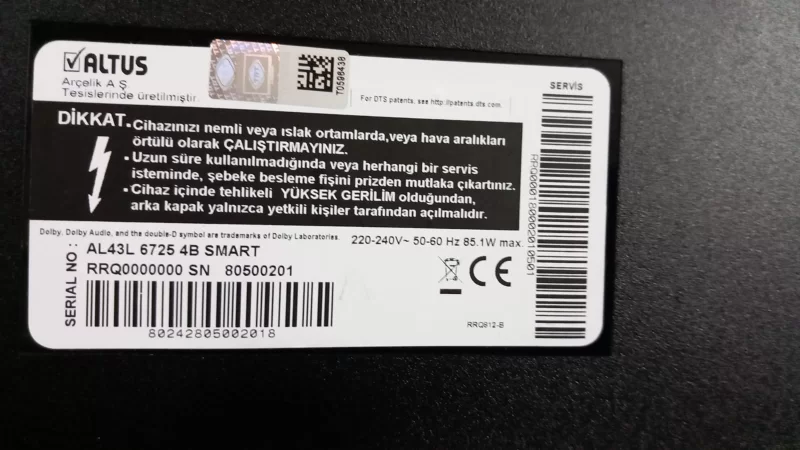 ALTUS
Arçelik A.Ş.
Tesislerinde üretilmiştir.
T0596438
For DTS patents, see http://patents.dts.com.
SERVİS
DİKKAT
• Cihazınızı nemli veya ıslak ortamlarda,veya hava aralıkları
örtülü olarak ÇALIŞTIRMAYINIZ.
• Uzun süre kullanılmadığında veya herhangi bir servis
isteminde, şebeke besleme fişini prizden mutlaka çıkartınız.
• Cihaz içinde tehlikeli YÜKSEK GERİLİM olduğundan,
arka kapak yalnızca yetkili kişiler tarafından açılmalıdır.
Dolby, Dolby Audio, and the double-D symbol are trademarks of Dolby Laboratories.
220-240V~ 50-60 Hz 85.1W max.
SERIAL NO :
AL43L 6725 4B SMART
RRQ0000000 SN 80500201
80242805002018
CE
RRQ812-B